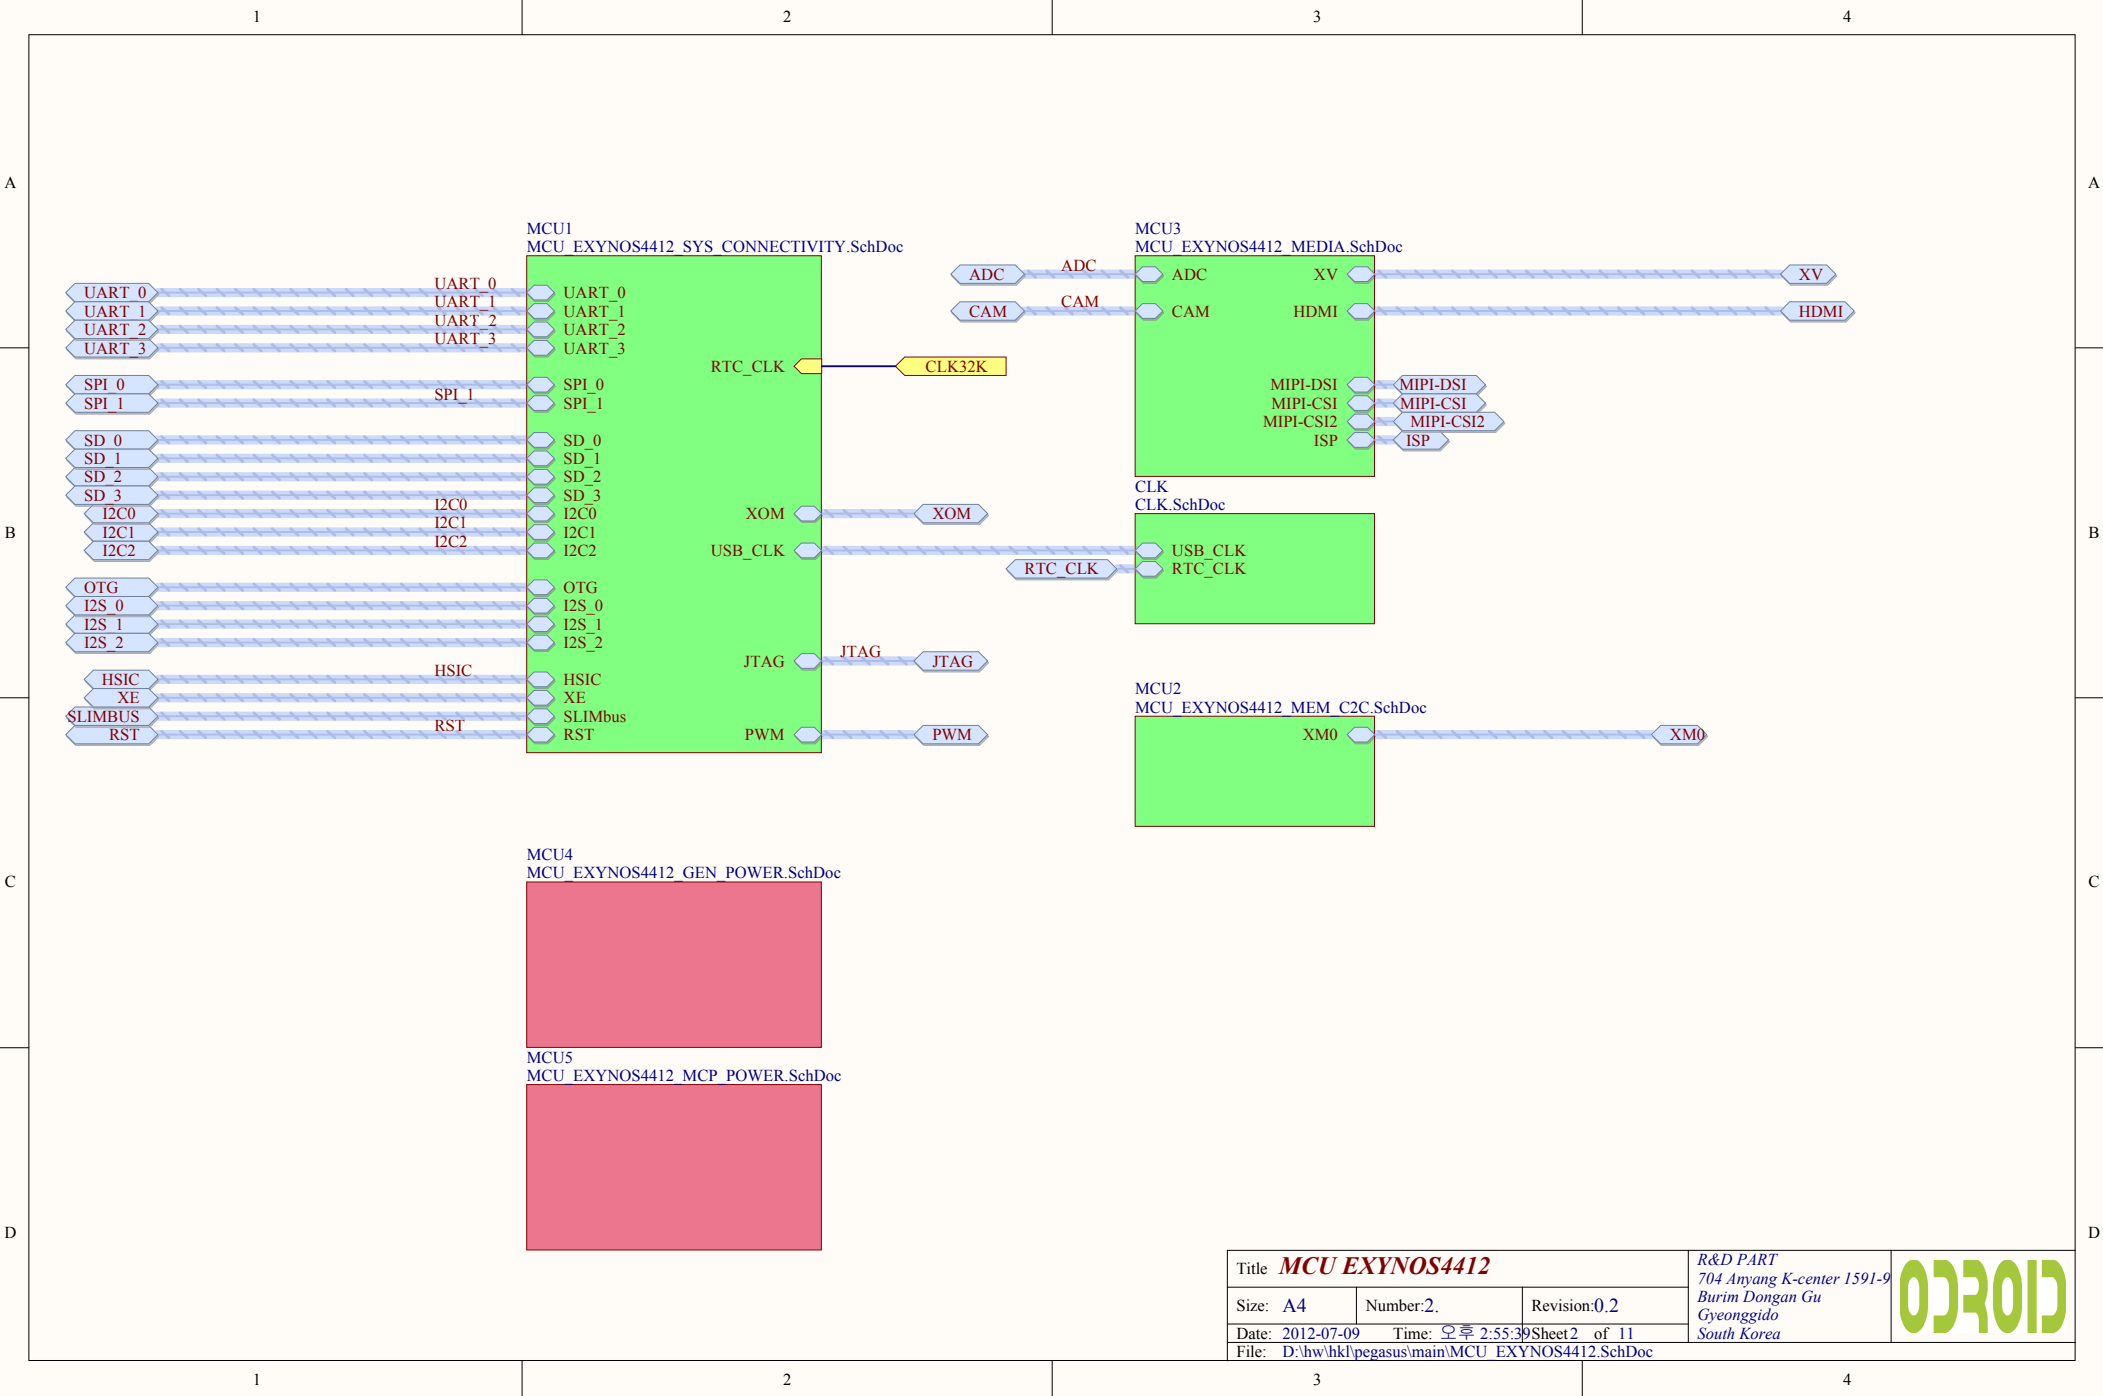 1 2 3 4
A A
B B
C C
D D
MCU1
MCU_EXYNOS4412_SYS_CONNECTIVITY.SchDoc
UART_0 UART_0 UART_0
UART_1 UART_1 UART_1
UART_2 UART_2 UART_2
UART_3 UART_3 UART_3
RTC_CLK CLK32K
SPI_0 SPI_0
SPI_1 SPI_1 SPI_1
SD_0 SD_0
SD_1 SD_1
SD_2 SD_2
SD_3 SD_3
I2C0 I2C0 I2C0
XOM XOM
I2C1 I2C1 I2C1
I2C2 I2C2 I2C2
USB_CLK
OTG OTG
I2S_0 I2S_0
I2S_1 I2S_1
I2S_2 I2S_2
JTAG JTAG JTAG
HSIC HSIC HSIC
XE XE
SLIMBUS SLIMbus
RST RST RST
PWM PWM
MCU3
MCU_EXYNOS4412_MEDIA.SchDoc
ADC ADC ADC XV XV
CAM CAM CAM HDMI HDMI
MIPI-DSI MIPI-DSI
MIPI-CSI MIPI-CSI
MIPI-CSI2 MIPI-CSI2
ISP ISP
CLK
CLK.SchDoc
USB_CLK
RTC_CLK RTC_CLK
MCU2
MCU_EXYNOS4412_MEM_C2C.SchDoc
XM0 XM0
MCU4
MCU_EXYNOS4412_GEN_POWER.SchDoc
MCU5
MCU_EXYNOS4412_MCP_POWER.SchDoc
Title MCU EXYNOS4412
Size: A4 Number:2. Revision:0.2
Date: 2012-07-09 Time: 오후 2:55:39 Sheet 2 of 11
File: D:\hw\hkl\pegasus\main\MCU_EXYNOS4412.SchDoc
R&D PART
704 Anyang K-center 1591-9
Burim Dongan Gu
Gyeonggido
South Korea
ODROID
1 2 3 4